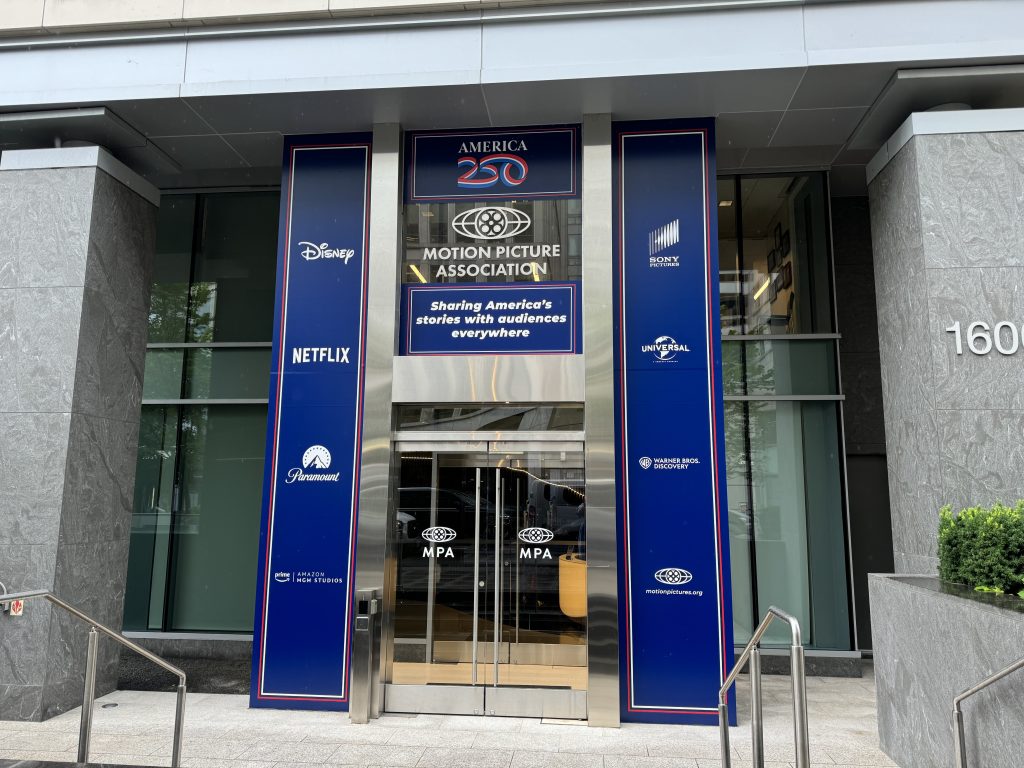 AMERICA
250
MOTION PICTURE
ASSOCIATION
Sharing America's
stories with audiences
everywhere
Disney
NETFLIX
Paramount
prime
AMAZON
MGM STUDIOS
SONY
PICTURES
UNIVERSAL
WB
WARNER BROS.
DISCOVERY
motionpictures.org
MPA
MPA
160